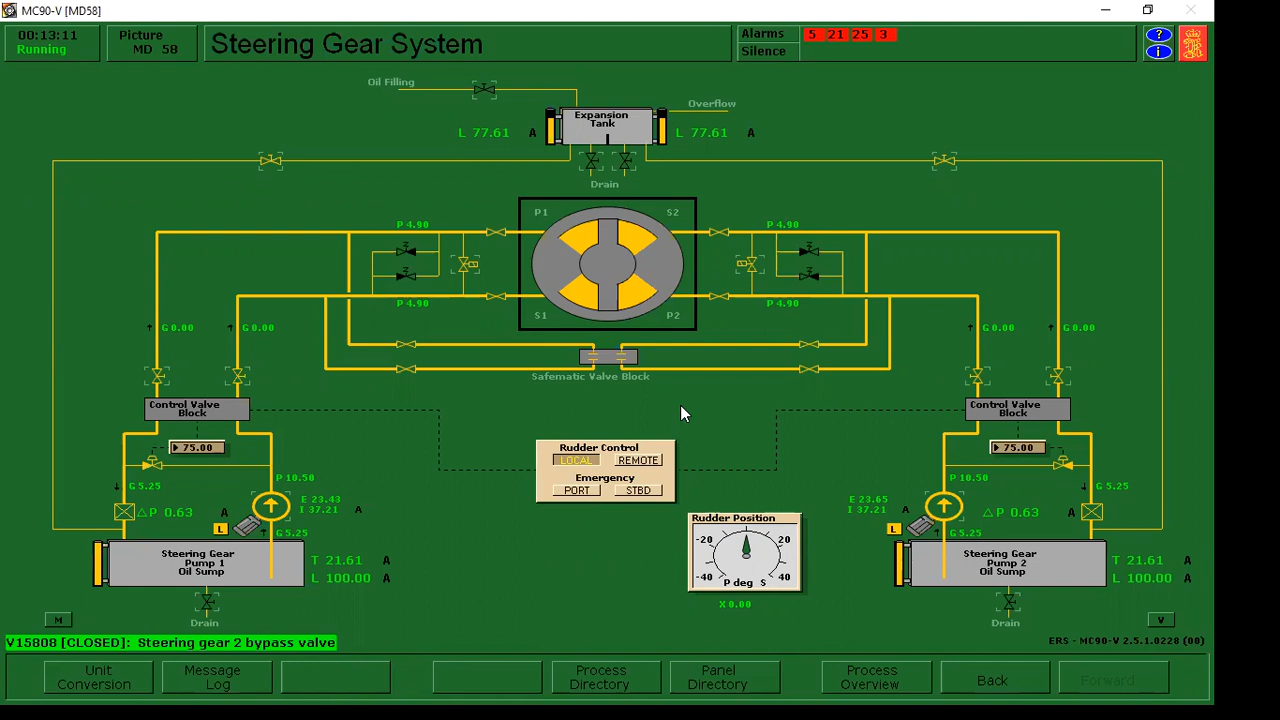 MC90-V [MD58]
00:13:11
Running
Picture
MD 58
Steering Gear System
Alarms
Silence
5 21 25 3
?
i
Oil Filling
Expansion
Tank
Overflow
L 77.61 A
L 77.61 A
Drain
P1
S2
P 4.90
P 4.90
P 4.90
P 4.90
S1
P2
G 0.00
G 0.00
G 0.00
G 0.00
Safematic Valve Block
Control Valve
Block
Control Valve
Block
75.00
75.00
Rudder Control
LOCAL REMOTE
Emergency
PORT STBD
G 5.25
P 10.50
P 10.50
G 5.25
△P 0.63 A
E 23.43
I 37.21 A
L
G 5.25
E 23.65
I 37.21
A
△P 0.63 A
L
G 5.25
Rudder Position
-20 20
-40 40
P deg S
X 0.00
Steering Gear
Pump 1
Oil Sump
T 21.61 A
L 100.00 A
Steering Gear
Pump 2
Oil Sump
T 21.61 A
L 100.00 A
Drain
Drain
M
V
V15808 [CLOSED]: Steering gear 2 bypass valve
ERS - MC90-V 2.5.1.0228 (00)
Unit
Conversion
Message
Log
Process
Directory
Panel
Directory
Process
Overview
Back
Forward